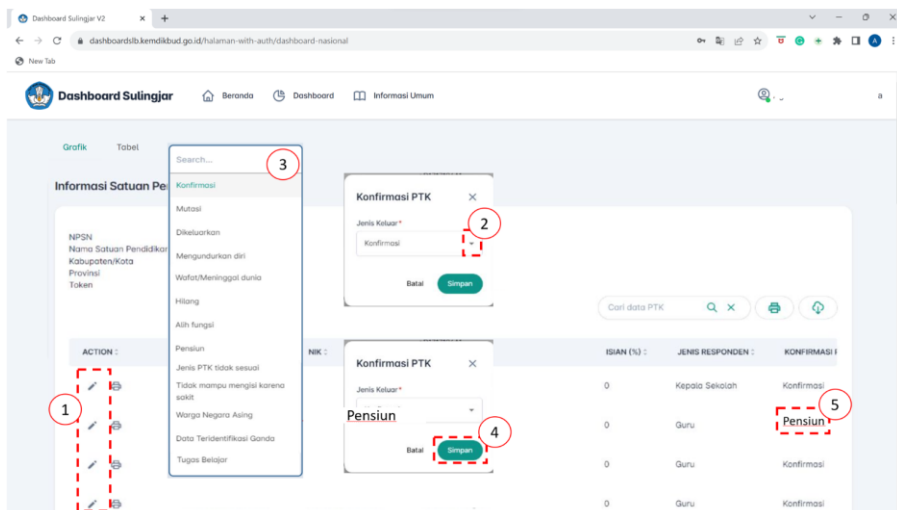 Dashboard Sulingjar V2
dashboardslb.kemdikbud.go.id/halaman-with-auth/dashboard-nasional
A
New Tab
Dashboard Sulingjar
Beranda
Dashboard
Informasi Umum
a
Grafik
Tabel
Informasi Satuan Pe
NPSN
Nama Satuan Pendidikan
Kabupaten/Kota
Provinsi
Token
Search...
3
Konfirmasi
Mutasi
Dikeluarkan
Mengundurkan diri
Wafat/Meninggal dunia
Hilang
Alih fungsi
Pensiun
Jenis PTK tidak sesuai
Tidak mampu mengisi karena
sakit
Warga Negara Asing
Data Teridentifikasi Ganda
Tugas Belajar
Konfirmasi PTK
Jenis Keluar*
2
Konfirmasi
Batal
Simpan
Cari data PTK
ACTION
NIK
ISIAN (%)
JENIS RESPONDEN
KONFIRMASI
1
Konfirmasi PTK
Jenis Keluar*
Pensiun
4
Batal
Simpan
0 Kepala Sekolah Konfirmasi
5
0 Guru Pensiun
0 Guru Konfirmasi
0 Guru Konfirmasi